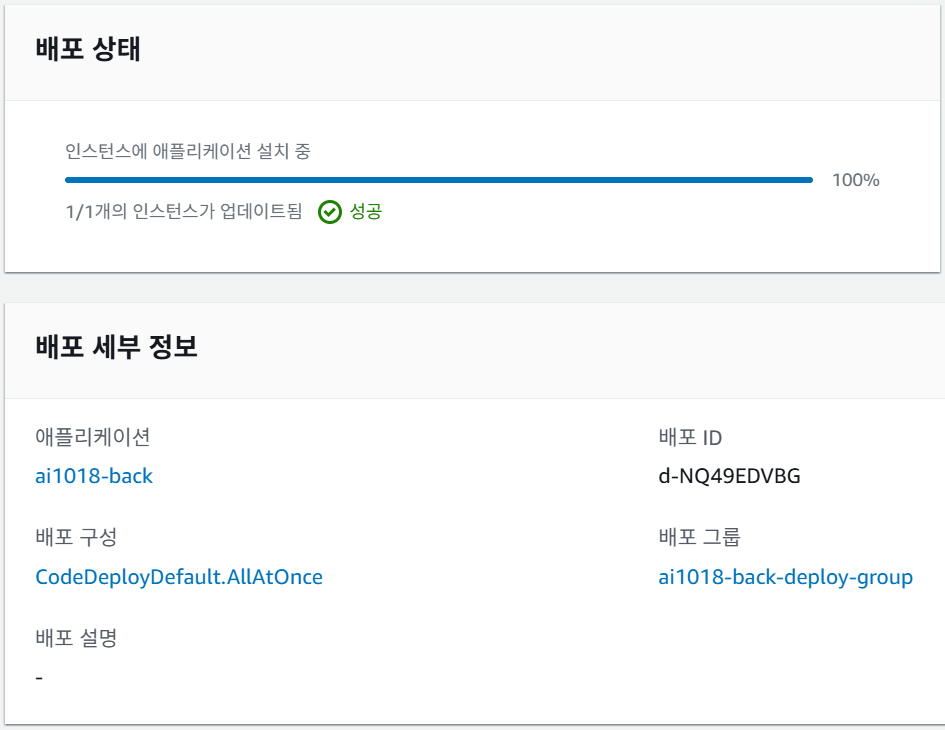 배포 상태
인스턴스에 애플리케이션 설치 중
100%
1/1개의 인스턴스가 업데이트됨 성공
배포 세부 정보
애플리케이션
ai1018-back
배포 ID
d-NQ49EDVBG
배포 구성
CodeDeployDefault.AllAtOnce
배포 그룹
ai1018-back-deploy-group
배포 설명
-